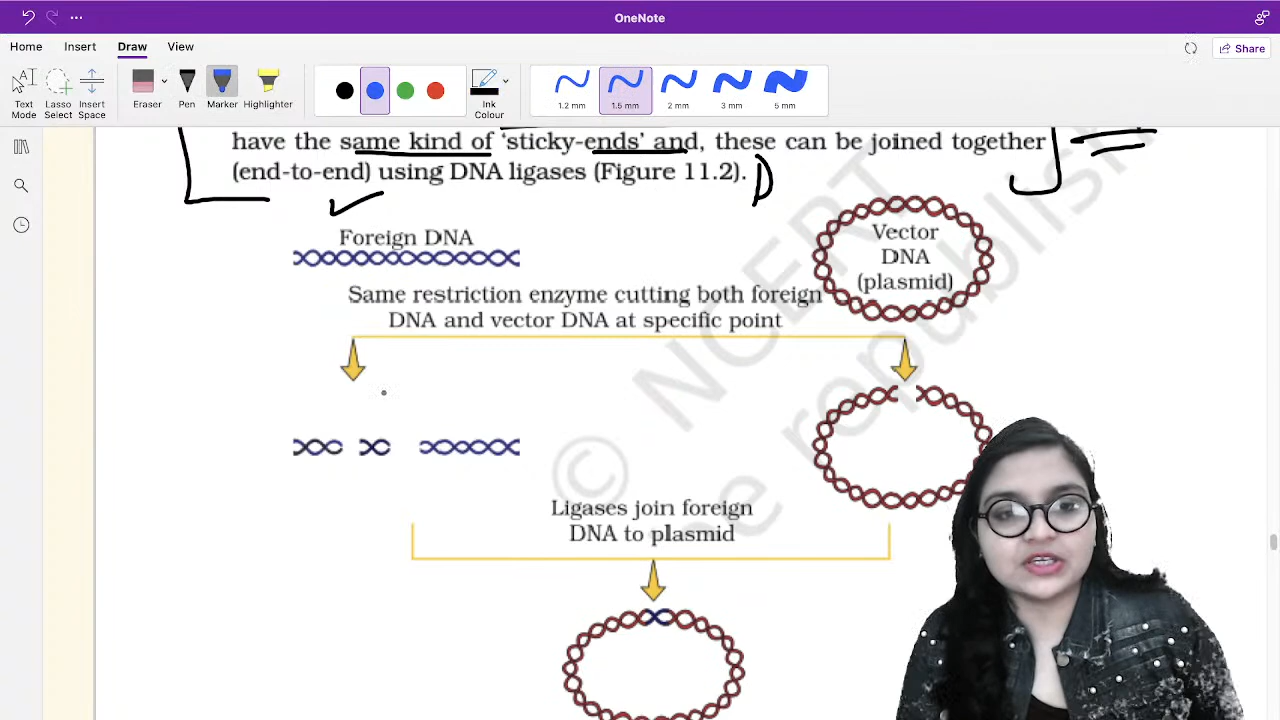 OneNote
Home Insert Draw View
Share
Text Mode
Lasso Select
Insert Space
Eraser
Pen
Marker
Highlighter
Ink Colour
1.2 mm
1.5 mm
2 mm
3 mm
5 mm
have the same kind of ‘sticky-ends’ and, these can be joined together
(end-to-end) using DNA ligases (Figure 11.2).
Foreign DNA
Vector
DNA
(plasmid)
Same restriction enzyme cutting both foreign
DNA and vector DNA at specific point
Ligases join foreign
DNA to plasmid
© NCERT
be republish